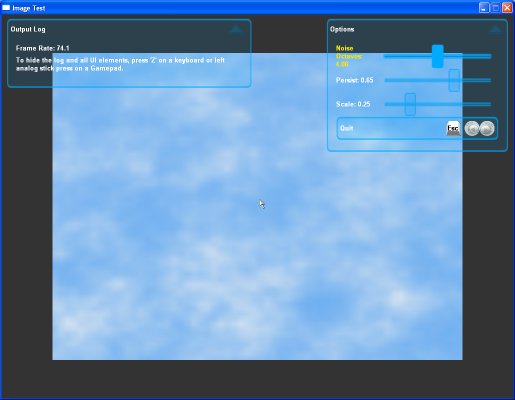 Image Test
Output Log
Frame Rate: 74.1
To hide the log and all UI elements, press 'Z' on a keyboard or left
analog stick press on a Gamepad.
Options
Noise
Octaves:
4.00
Persist: 0.65
Scale: 0.25
Quit
Esc